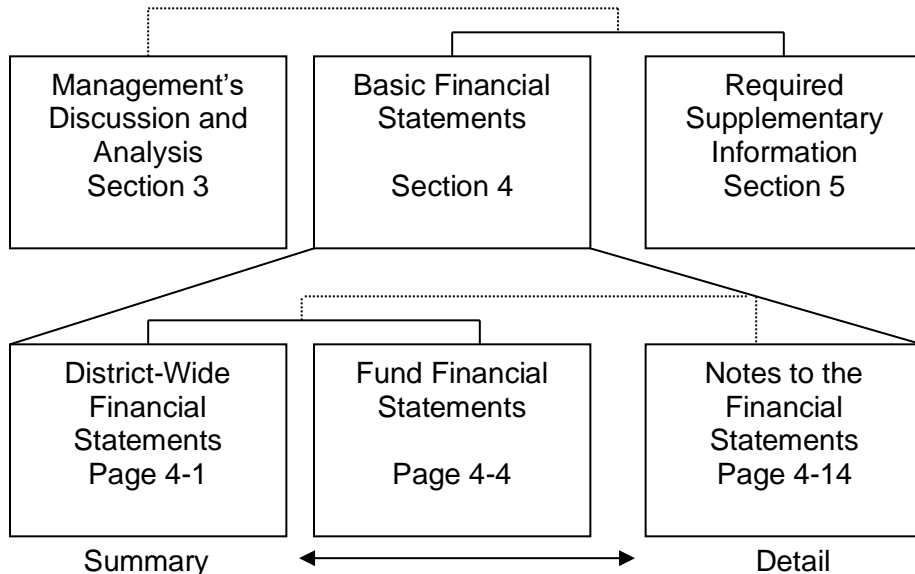 Management’s
Discussion and
Analysis
Section 3
Basic Financial
Statements
Section 4
Required
Supplementary
Information
Section 5
District-Wide
Financial
Statements
Page 4-1
Fund Financial
Statements
Page 4-4
Notes to the
Financial
Statements
Page 4-14
Summary
Detail